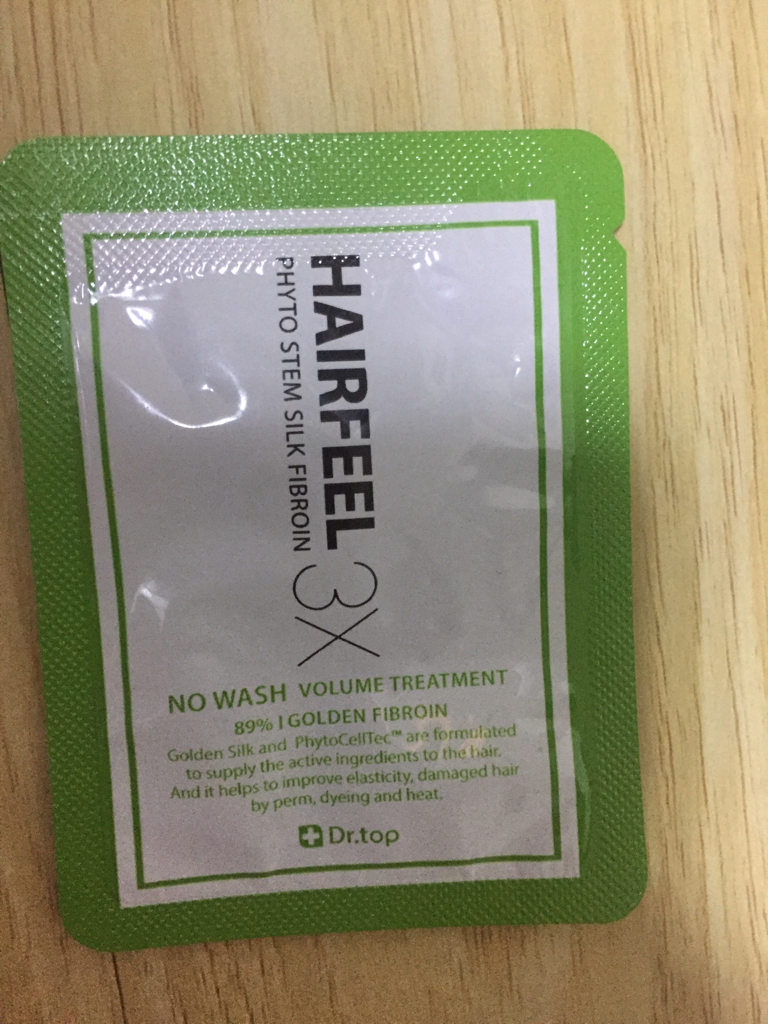 HAIRFEEL 3X
PHYTO STEM SILK FIBROIN
NO WASH VOLUME TREATMENT
89% I GOLDEN FIBROIN
Golden Silk and PhytoCellTec™ are formulated
to supply the active ingredients to the hair.
And it helps to improve elasticity, damaged hair
by perm, dyeing and heat.
Dr.top